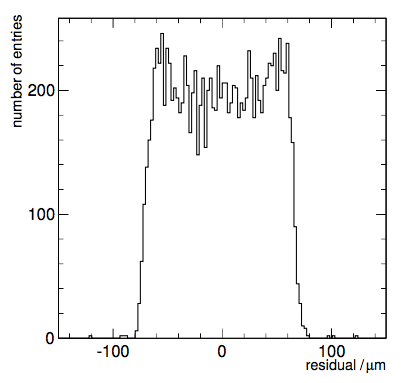 number of entries
200
100
0
-100 0 100
residual / μm